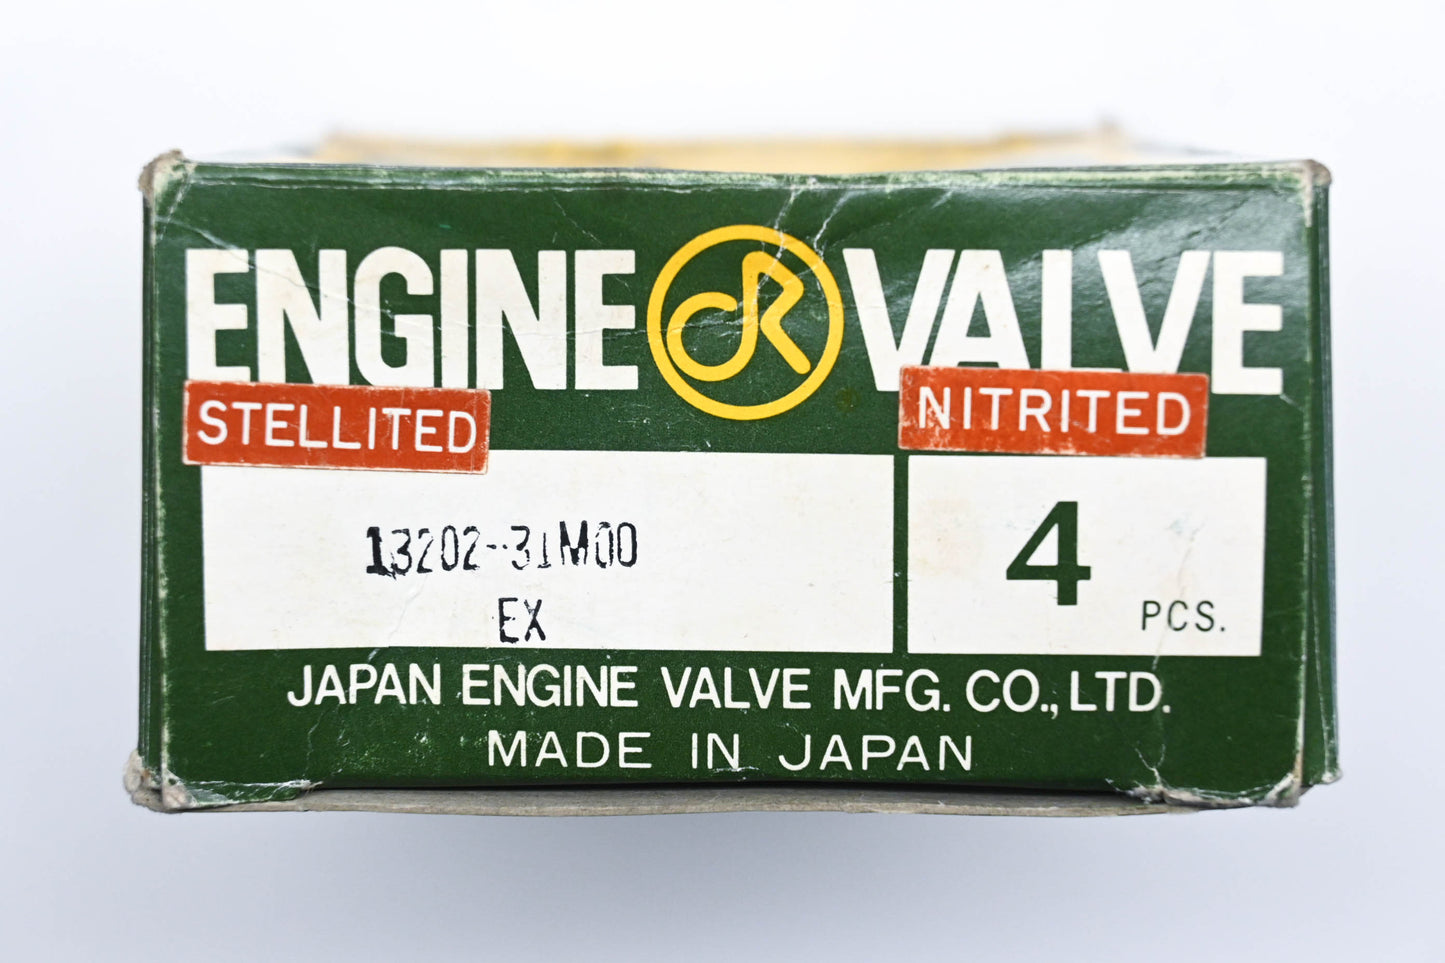 ENGINE VALVE
STELLITED
NITRITED
13202-31M00
EX
4 PCS.
JAPAN ENGINE VALVE MFG. CO., LTD.
MADE IN JAPAN